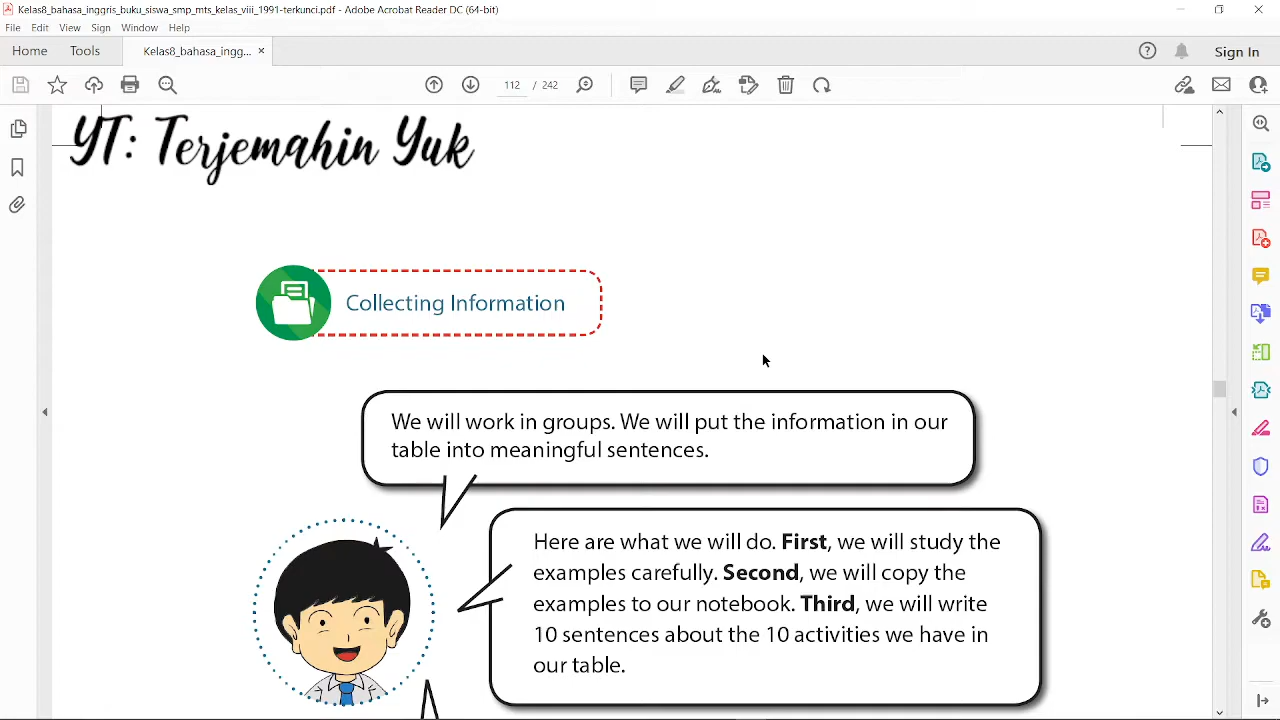 Kelas8_bahasa_inggris_buku_siswa_smp_mts_kelas_viii_1991-terkunci.pdf - Adobe Acrobat Reader DC (64-bit)
File Edit View Sign Window Help
Home Tools Kelas8_bahasa_ingg... × Sign In
112 / 242
YT: Terjemahin Yuk
Collecting Information
We will work in groups. We will put the information in our
table into meaningful sentences.
Here are what we will do. First, we will study the
examples carefully. Second, we will copy the
examples to our notebook. Third, we will write
10 sentences about the 10 activities we have in
our table.